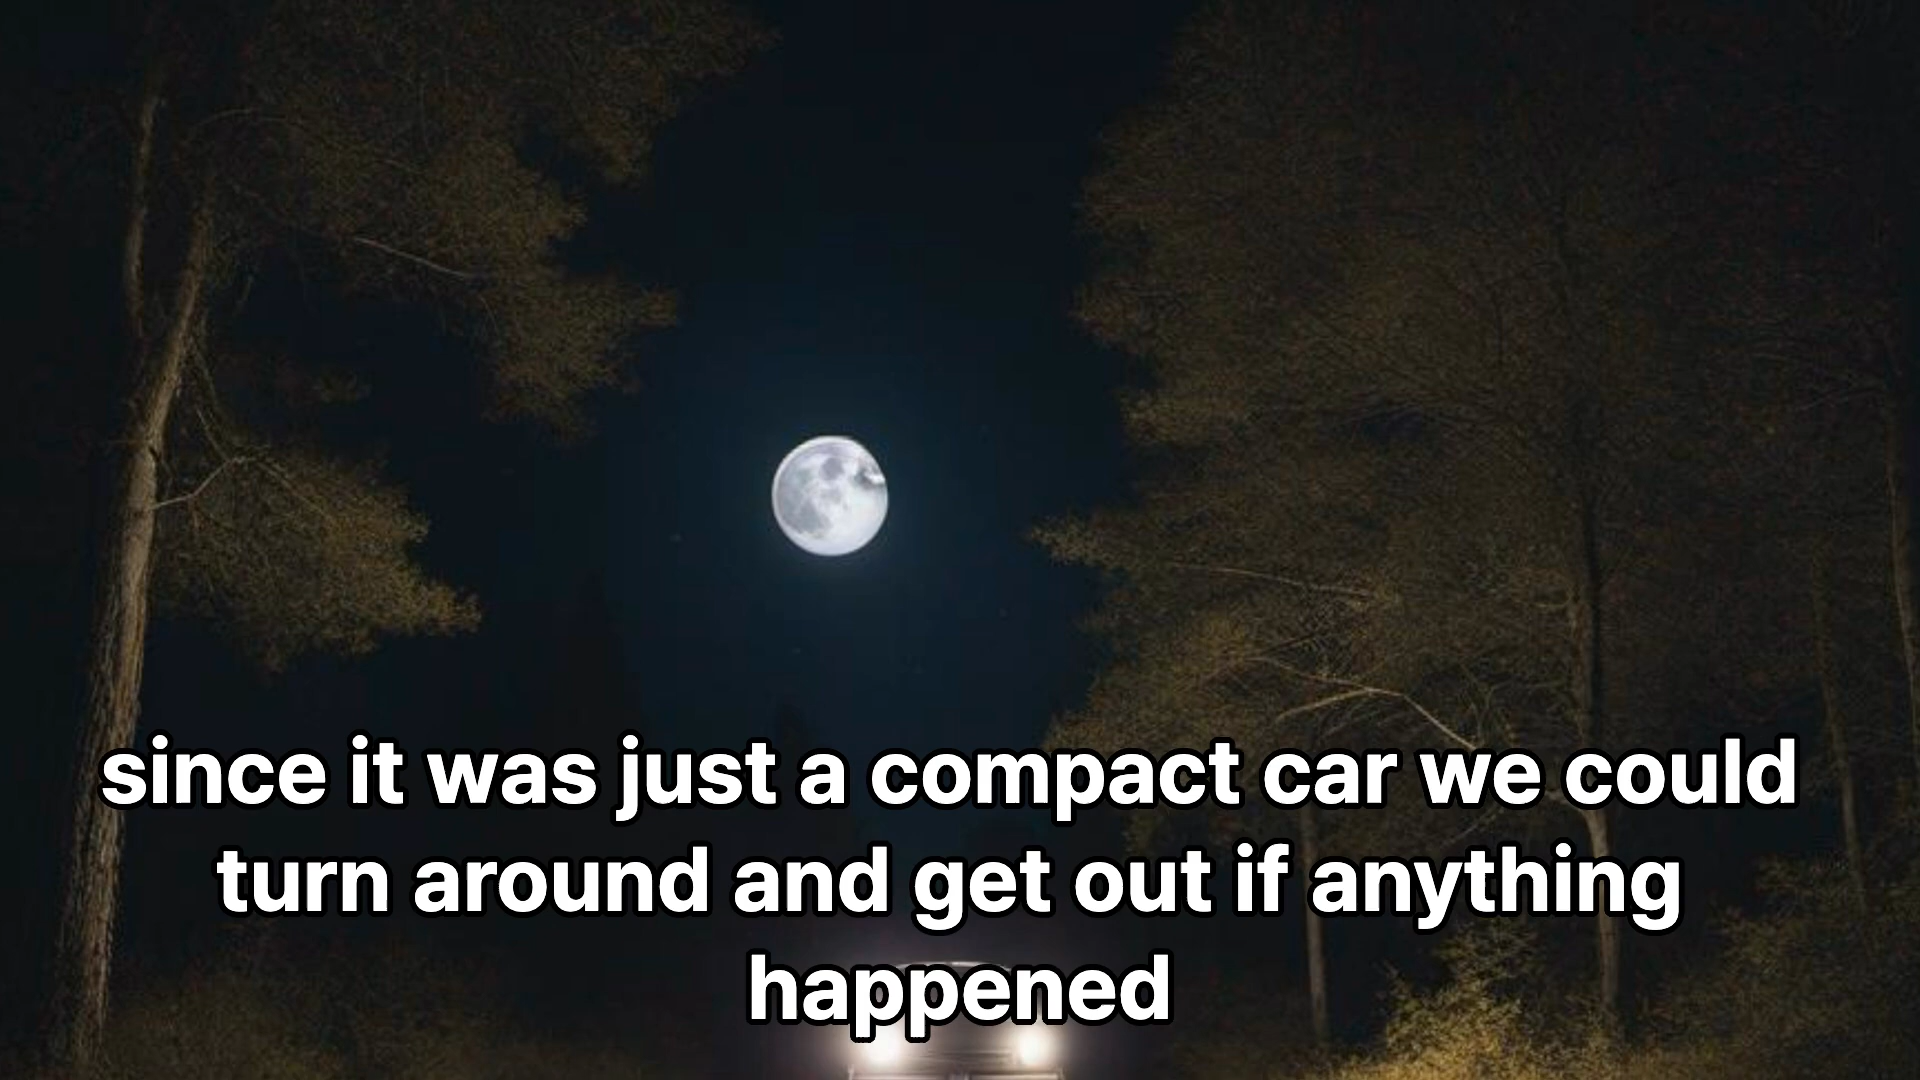 since it was just a compact car we could
turn around and get out if anything
happened